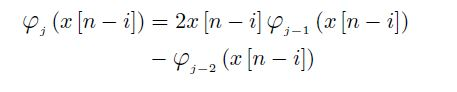 φ_j (x [n − i]) = 2x [n − i] φ_{j−1} (x [n − i])
− φ_{j−2} (x [n − i])